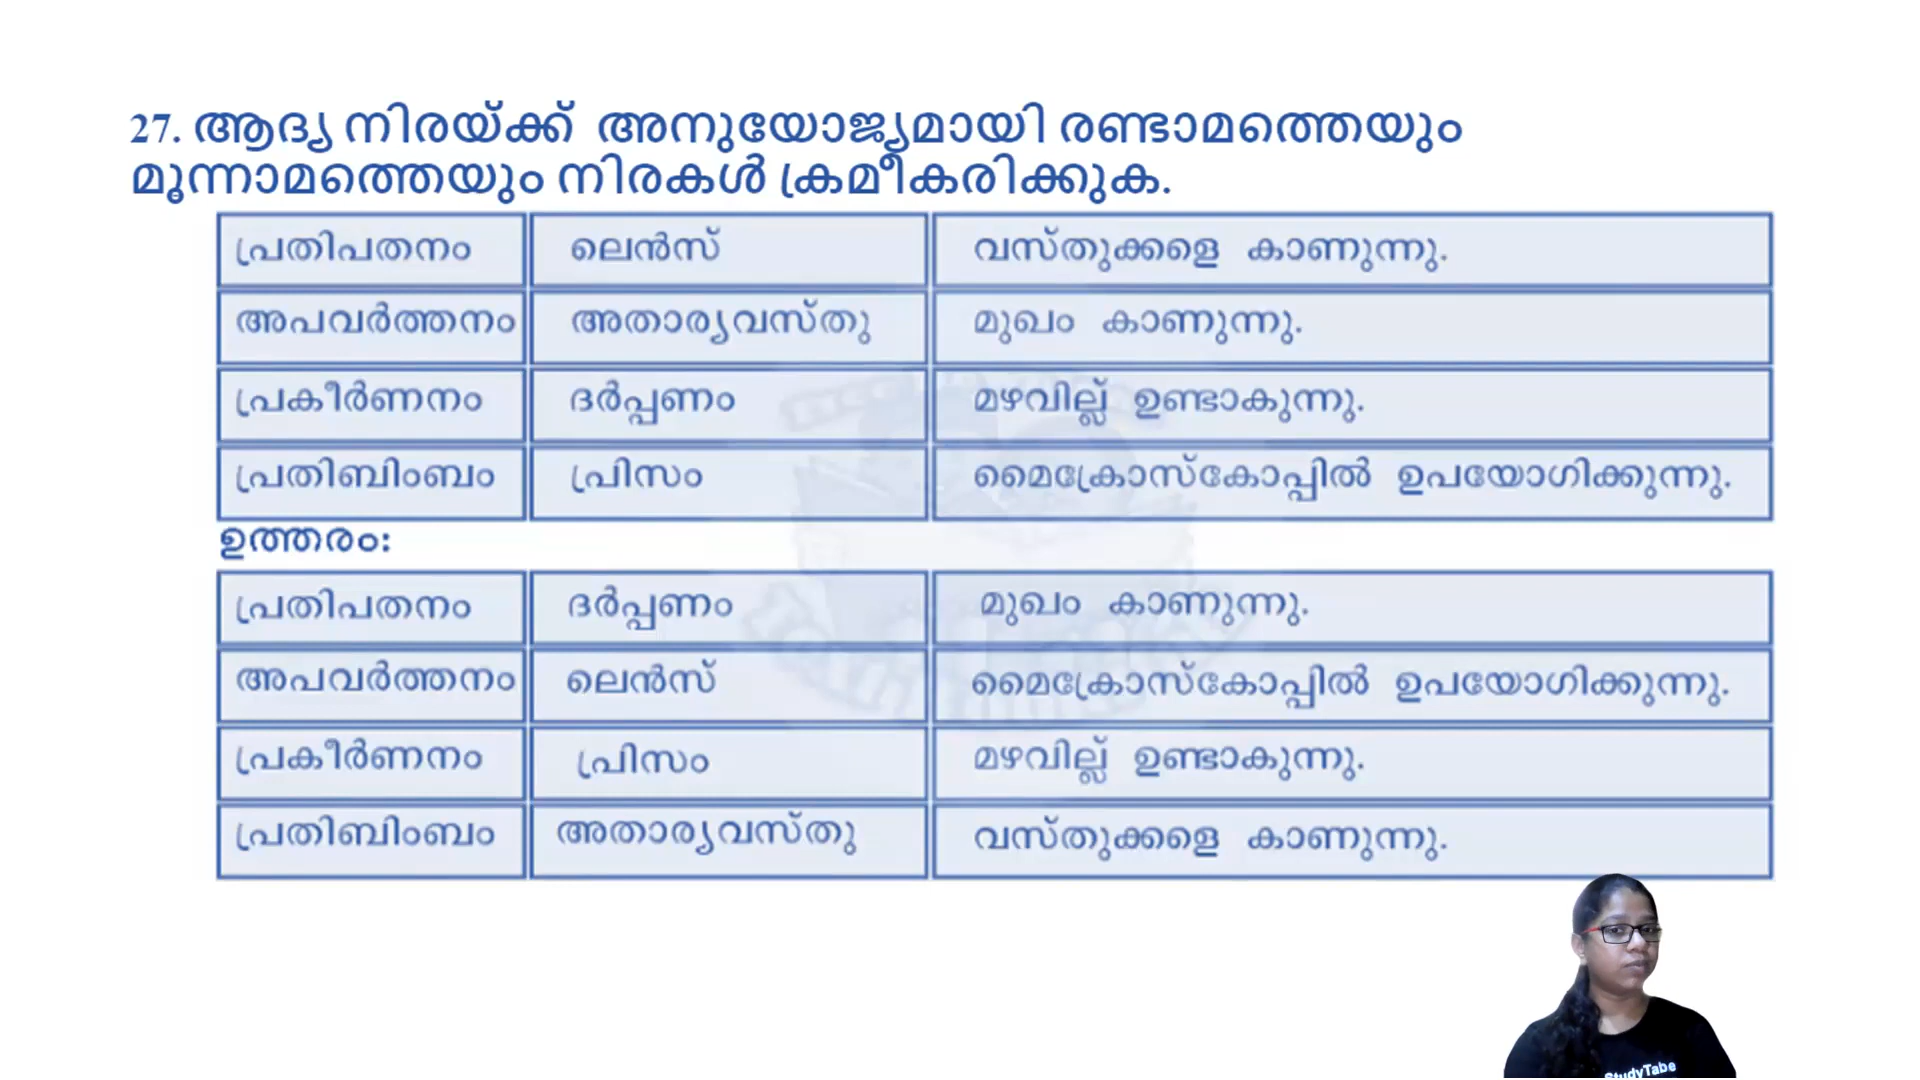 27. ആദ്യ നിരയ്ക്ക് അനുയോജ്യമായി രണ്ടാമത്തെയും
മൂന്നാമത്തെയും നിരകൾ ക്രമീകരിക്കുക.
പ്രതിപതനം ലെൻസ് വസ്തുക്കളെ കാണുന്നു.
അപവർത്തനം അതാര്യവസ്തു മുഖം കാണുന്നു.
പ്രകീർണനം ദർപ്പണം മഴവില്ല് ഉണ്ടാകുന്നു.
പ്രതിബിംബം പ്രിസം മൈക്രോസ്കോപ്പിൽ ഉപയോഗിക്കുന്നു.
ഉത്തരം:
പ്രതിപതനം ദർപ്പണം മുഖം കാണുന്നു.
അപവർത്തനം ലെൻസ് മൈക്രോസ്കോപ്പിൽ ഉപയോഗിക്കുന്നു.
പ്രകീർണനം പ്രിസം മഴവില്ല് ഉണ്ടാകുന്നു.
പ്രതിബിംബം അതാര്യവസ്തു വസ്തുക്കളെ കാണുന്നു.
StudyTabe